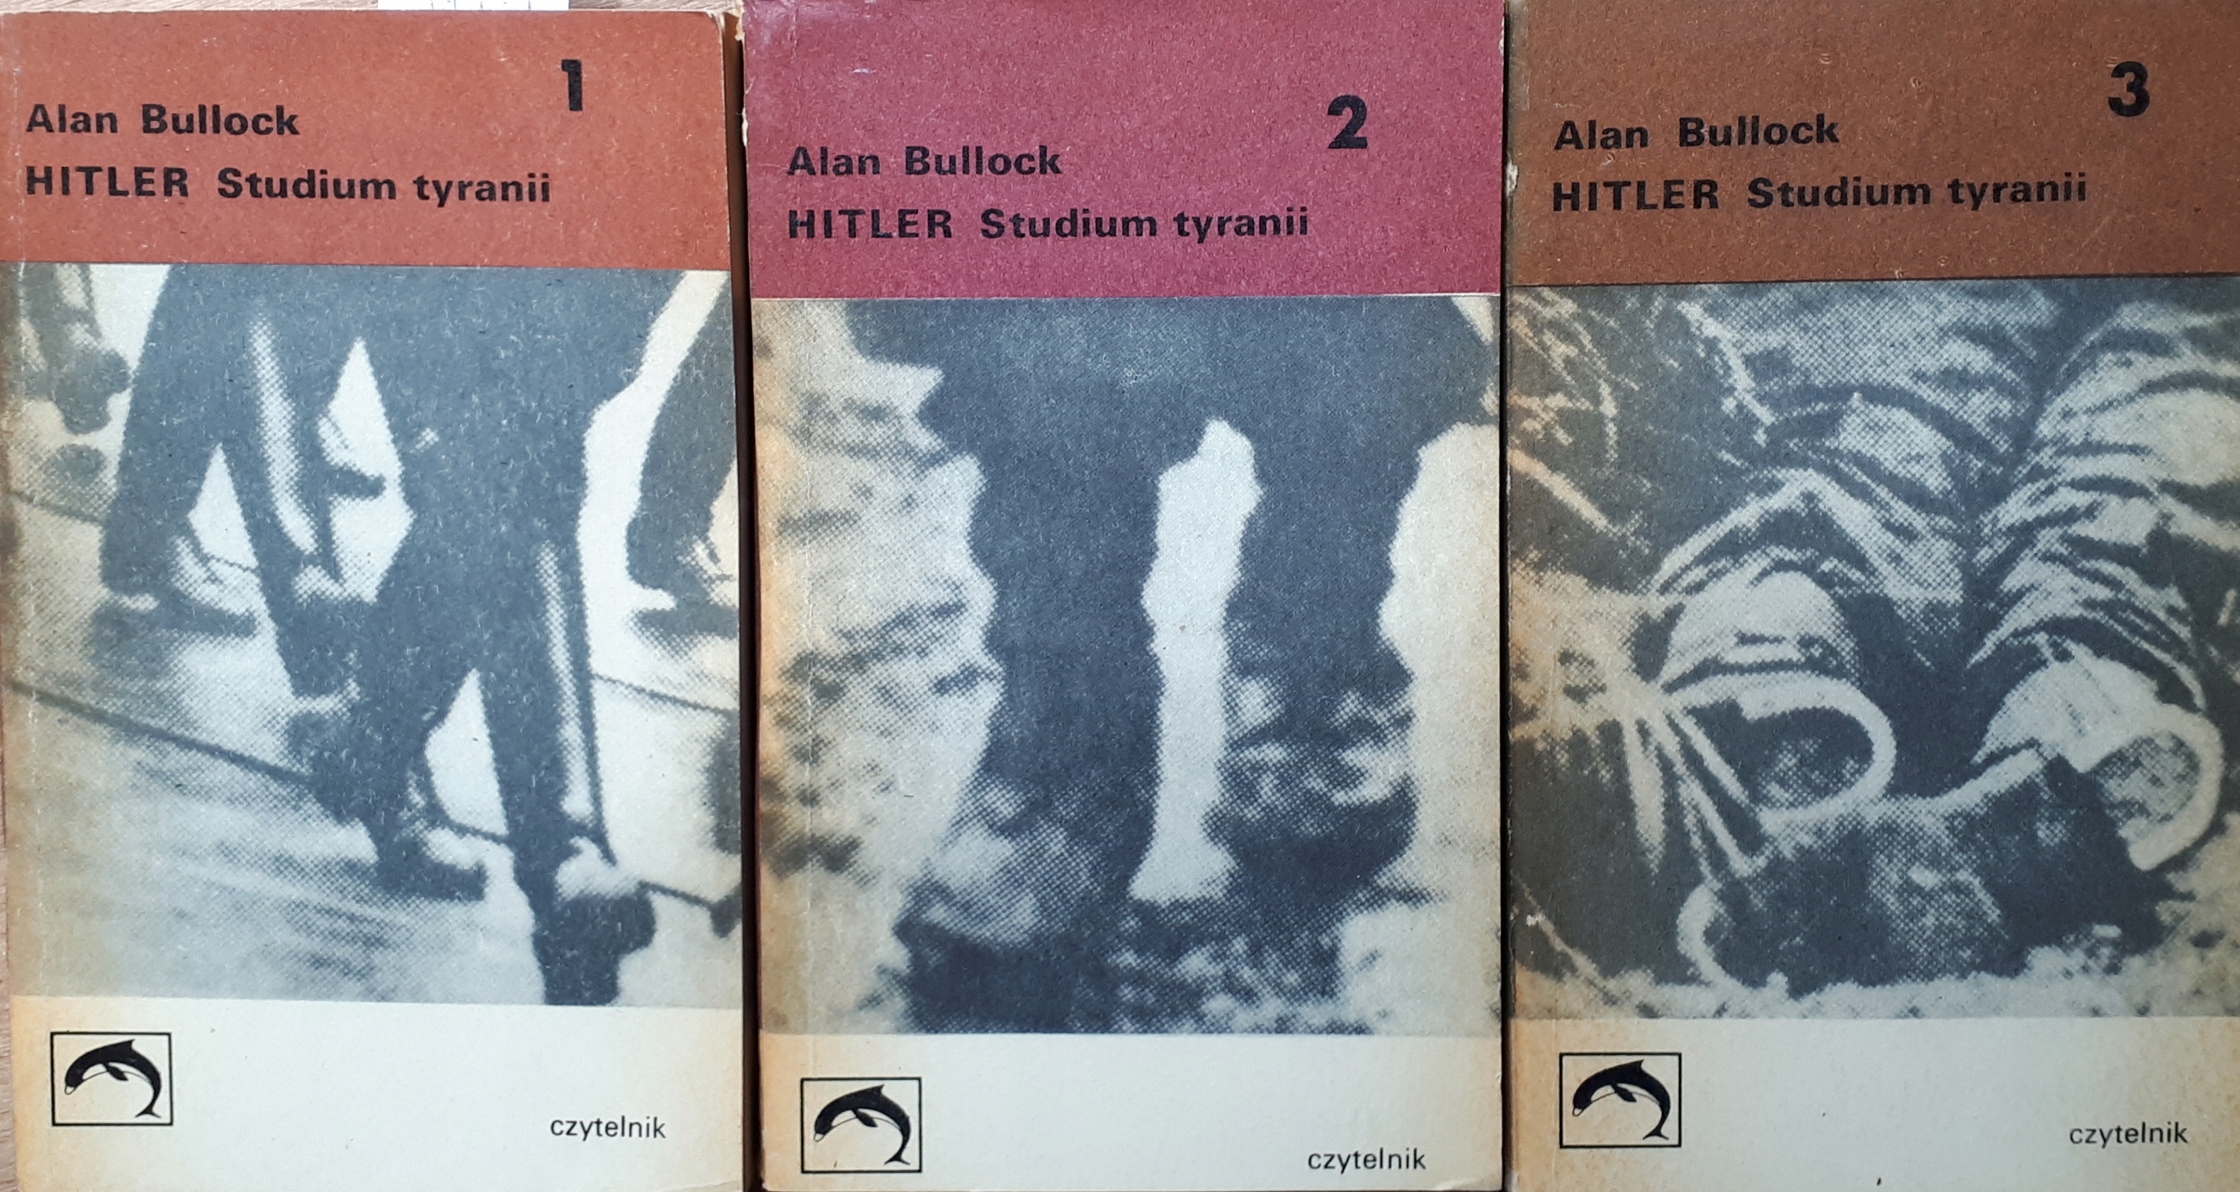 1
Alan Bullock
HITLER Studium tyranii
czytelnik
2
Alan Bullock
HITLER Studium tyranii
czytelnik
3
Alan Bullock
HITLER Studium tyranii
czytelnik